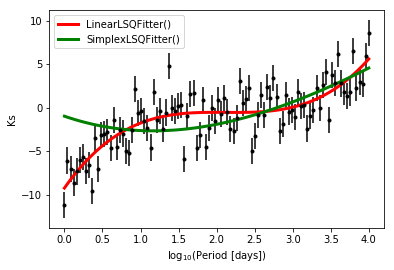 LinearLSQFitter()
SimplexLSQFitter()
10
5
0
−5
−10
Ks
0.0 0.5 1.0 1.5 2.0 2.5 3.0 3.5 4.0
log10(Period [days])